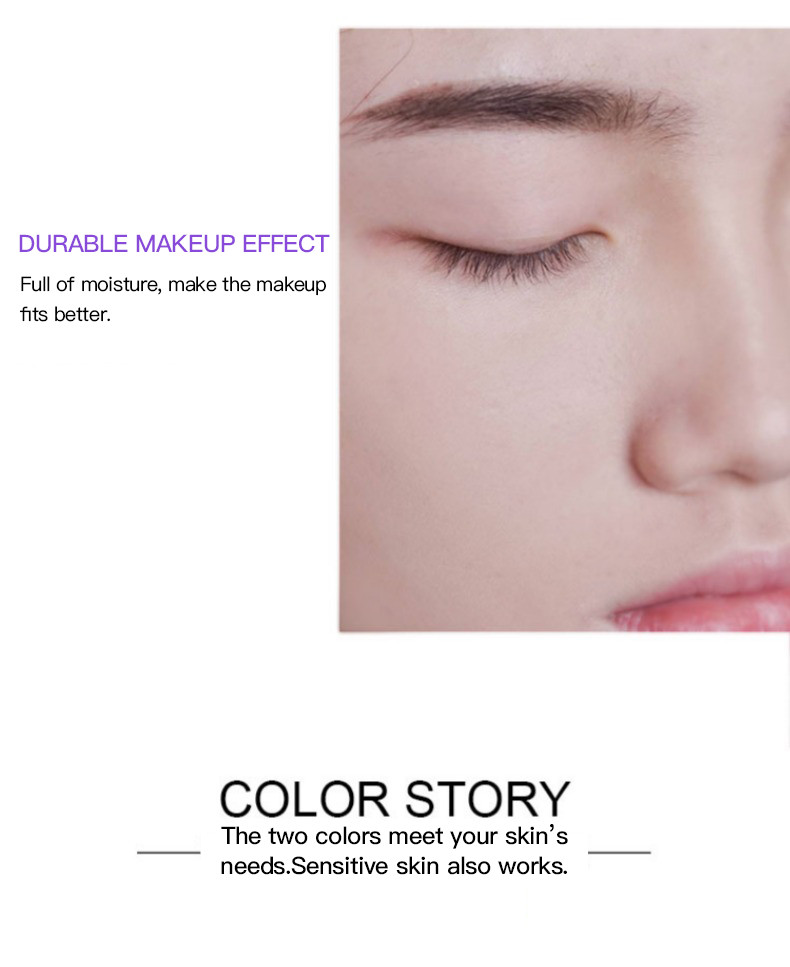 DURABLE MAKEUP EFFECT
Full of moisture, make the makeup
fits better.
COLOR STORY
The two colors meet your skin’s
needs.Sensitive skin also works.